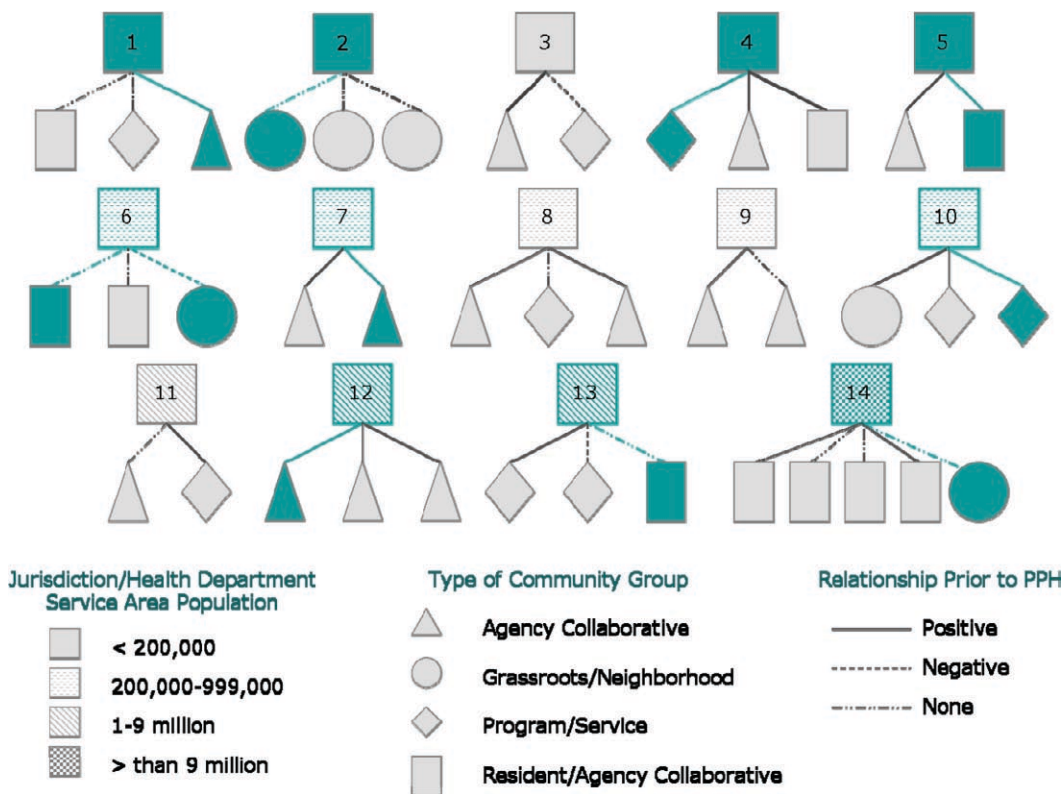 1 2 3 4 5
6 7 8 9 10
11 12 13 14
Jurisdiction/Health Department
Service Area Population
< 200,000
200,000-999,000
1-9 million
> than 9 million
Type of Community Group
Agency Collaborative
Grassroots/Neighborhood
Program/Service
Resident/Agency Collaborative
Relationship Prior to PPH
Positive
Negative
None